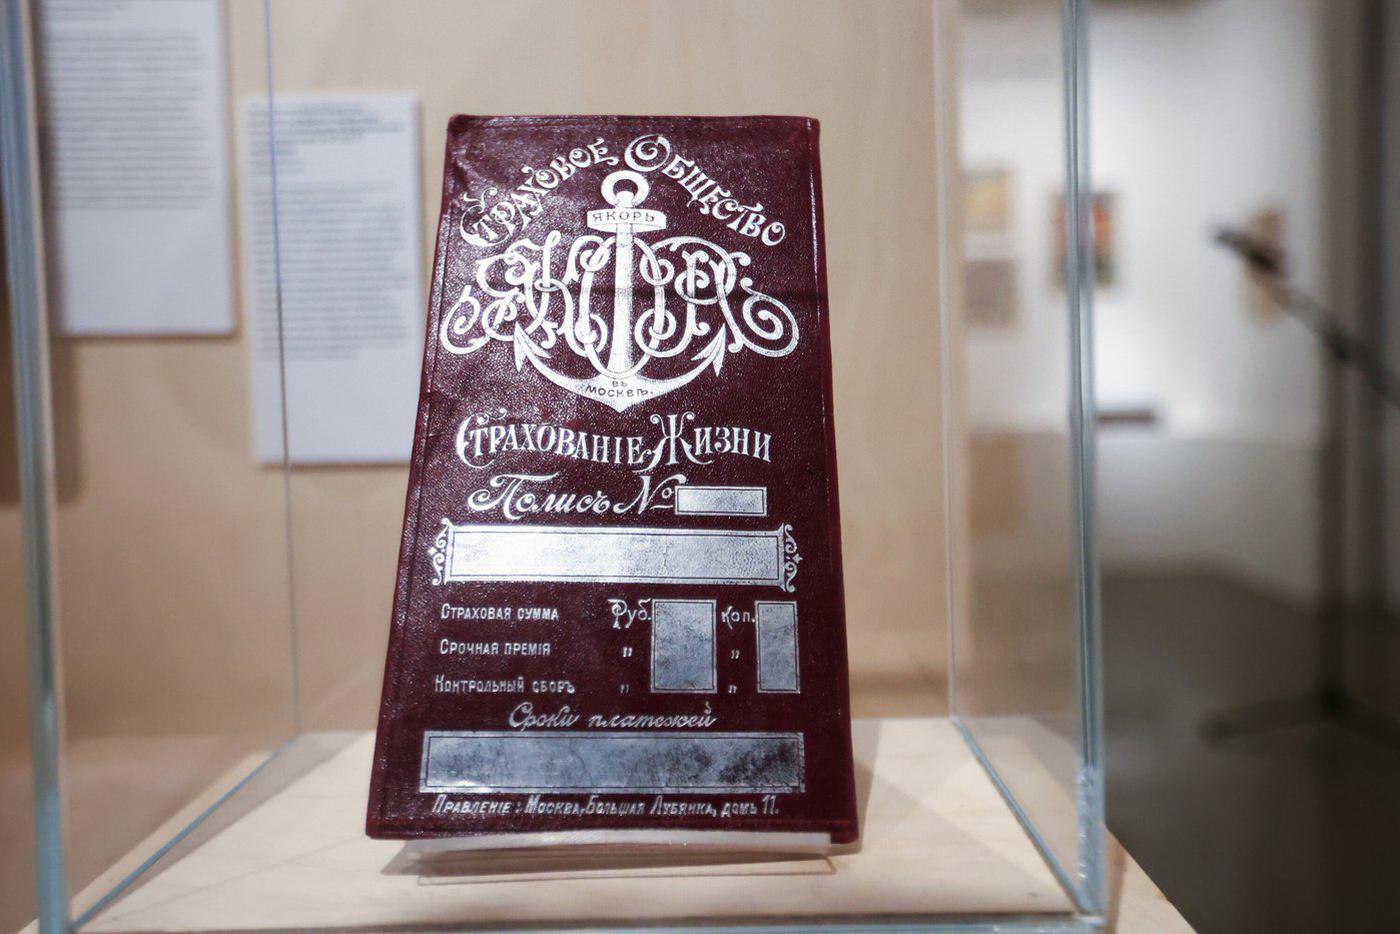 Страховое Общество
ЯКОРЬ
ЯКОРЬ
ВЪ
МОСКВѢ.
Страхованіе Жизни
Полисъ №
Страховая сумма Руб. Коп.
Срочная премія „ „
Контрольный сборъ „ „
Сроки платежей
Правленіе: Москва, Большая Лубянка, домъ 11.